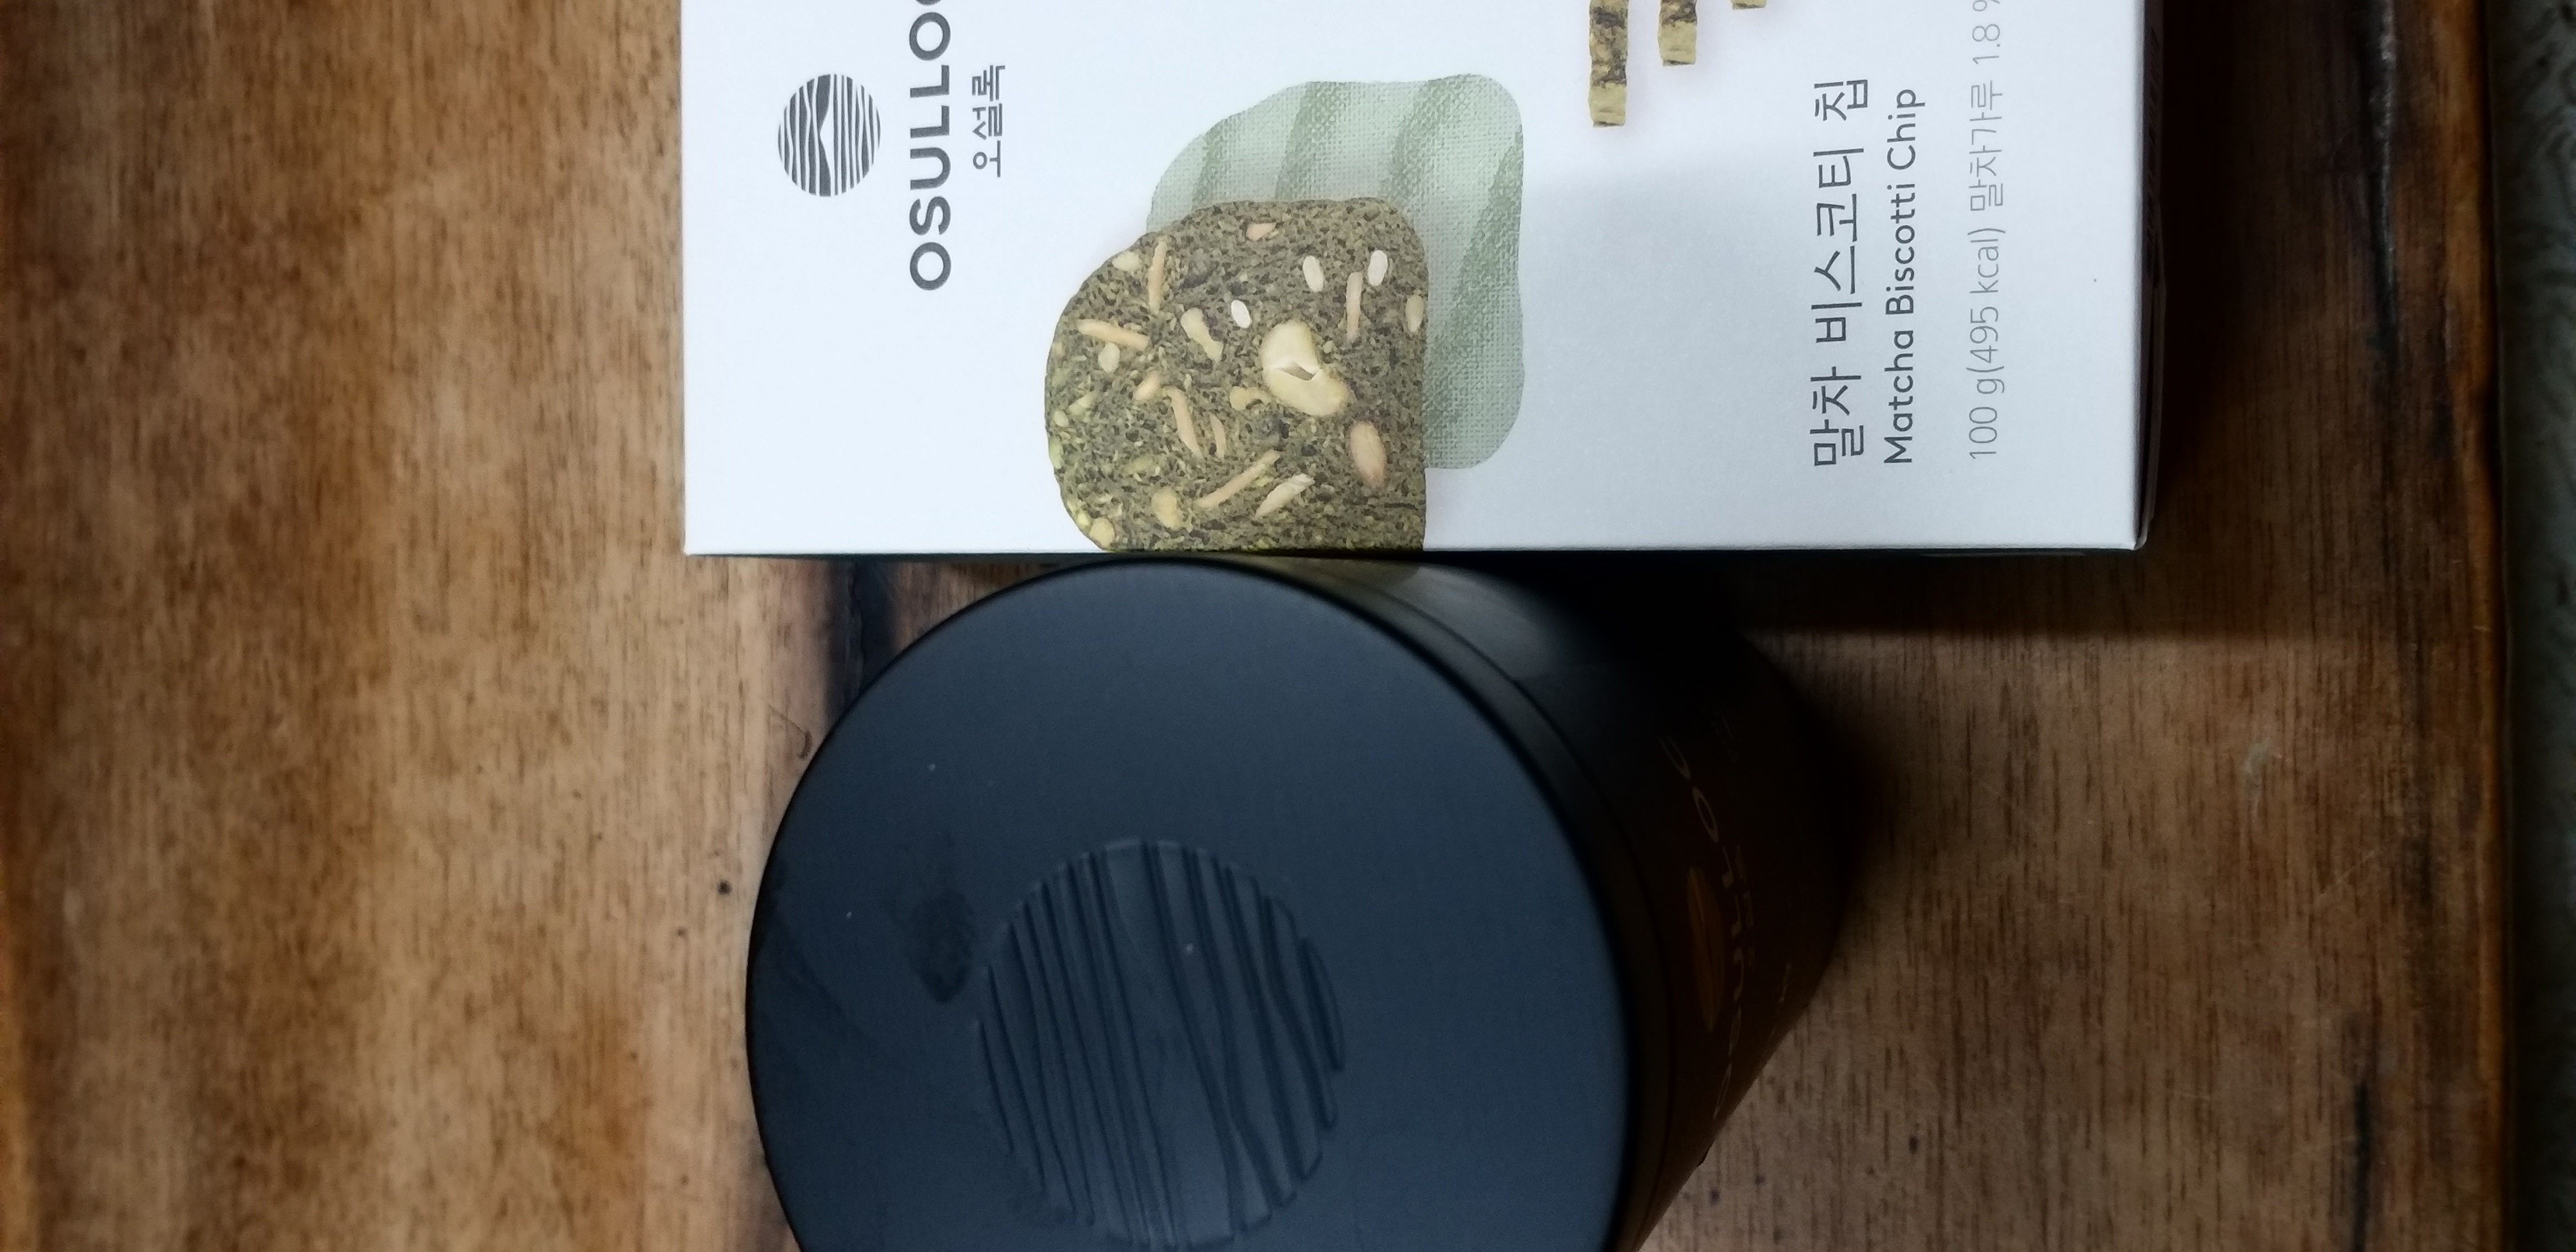 OSULLOC
오설록
말차 비스코티 칩
Matcha Biscotti Chip
100 g(495 kcal) 말차가루 1.8 %